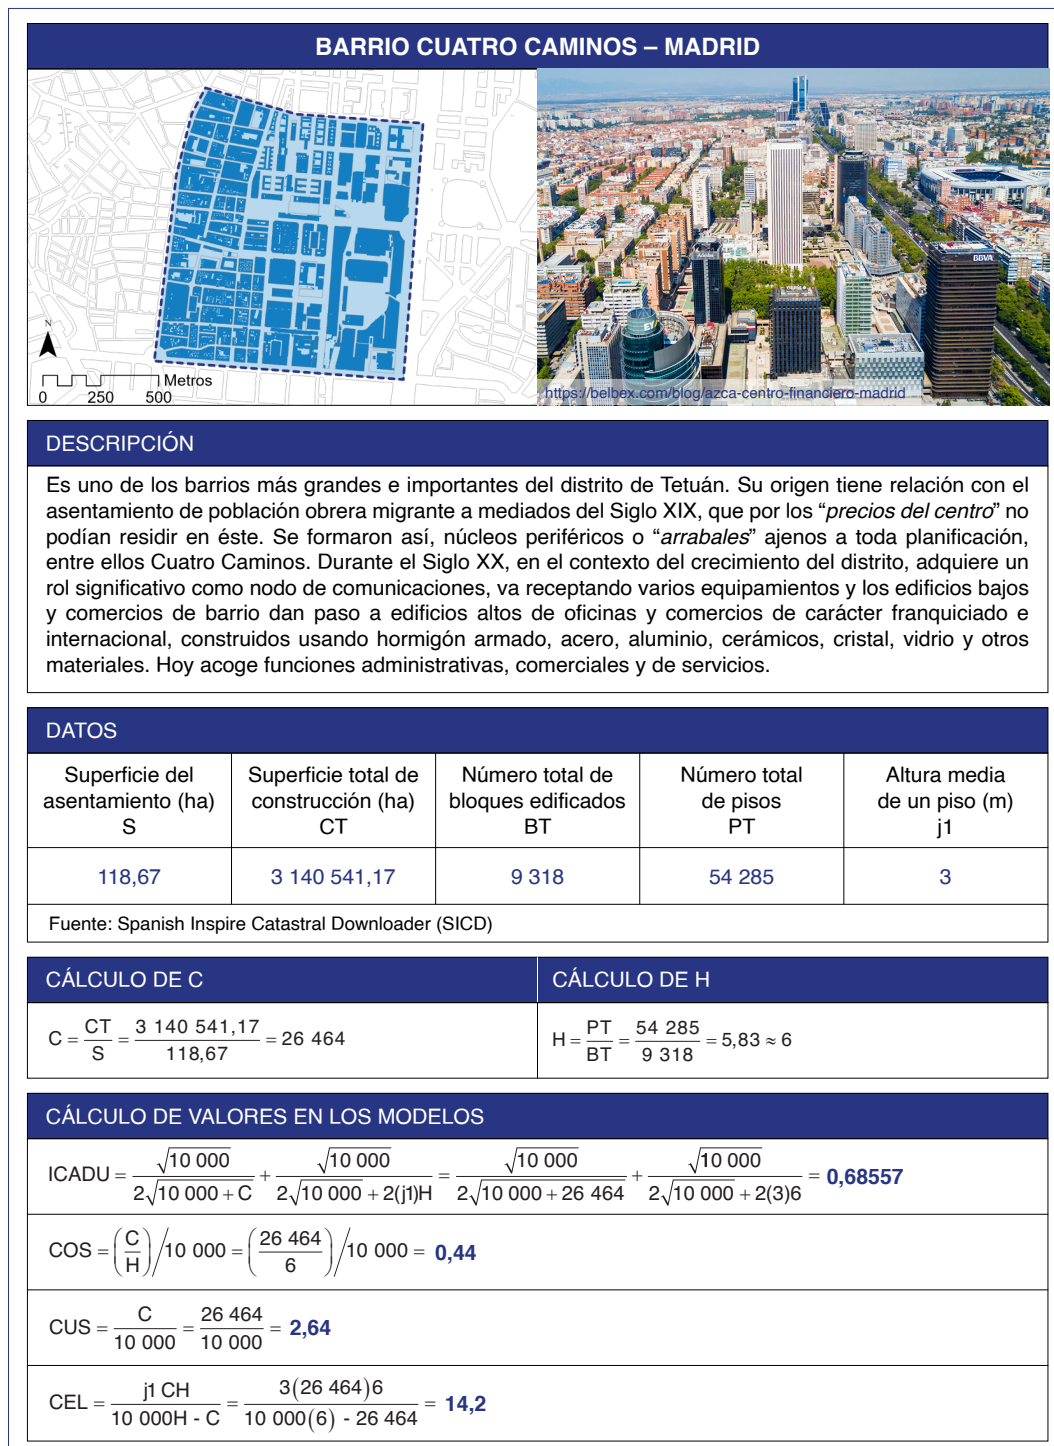 BARRIO CUATRO CAMINOS – MADRID
N
Metros
0 250 500
EY
BBVA
https://belbex.com/blog/azca-centro-financiero-madrid
DESCRIPCIÓN
Es uno de los barrios más grandes e importantes del distrito de Tetuán. Su origen tiene relación con el
asentamiento de población obrera migrante a mediados del Siglo XIX, que por los “precios del centro” no
podían residir en éste. Se formaron así, núcleos periféricos o “arrabales” ajenos a toda planificación,
entre ellos Cuatro Caminos. Durante el Siglo XX, en el contexto del crecimiento del distrito, adquiere un
rol significativo como nodo de comunicaciones, va receptando varios equipamientos y los edificios bajos
y comercios de barrio dan paso a edificios altos de oficinas y comercios de carácter franquiciado e
internacional, construidos usando hormigón armado, acero, aluminio, cerámicos, cristal, vidrio y otros
materiales. Hoy acoge funciones administrativas, comerciales y de servicios.
DATOS
Superficie del asentamiento (ha) S
Superficie total de construcción (ha) CT
Número total de bloques edificados BT
Número total de pisos PT
Altura media de un piso (m) j1
118,67 3 140 541,17 9 318 54 285 3
Fuente: Spanish Inspire Catastral Downloader (SICD)
CÁLCULO DE C
C = CT/S = 3 140 541,17/118,67 = 26 464
CÁLCULO DE H
H = PT/BT = 54 285/9 318 = 5,83 ≈ 6
CÁLCULO DE VALORES EN LOS MODELOS
ICADU = √10 000/(2√10 000 + C) + √10 000/(2√10 000 + 2(j1)H) = √10 000/(2√10 000 + 26 464) + √10 000/(2√10 000 + 2(3)6) = 0,68557
COS = (C/H)/10 000 = (26 464/6)/10 000 = 0,44
CUS = C/10 000 = 26 464/10 000 = 2,64
CEL = j1 CH/(10 000H - C) = 3(26 464)6/(10 000(6) - 26 464) = 14,2